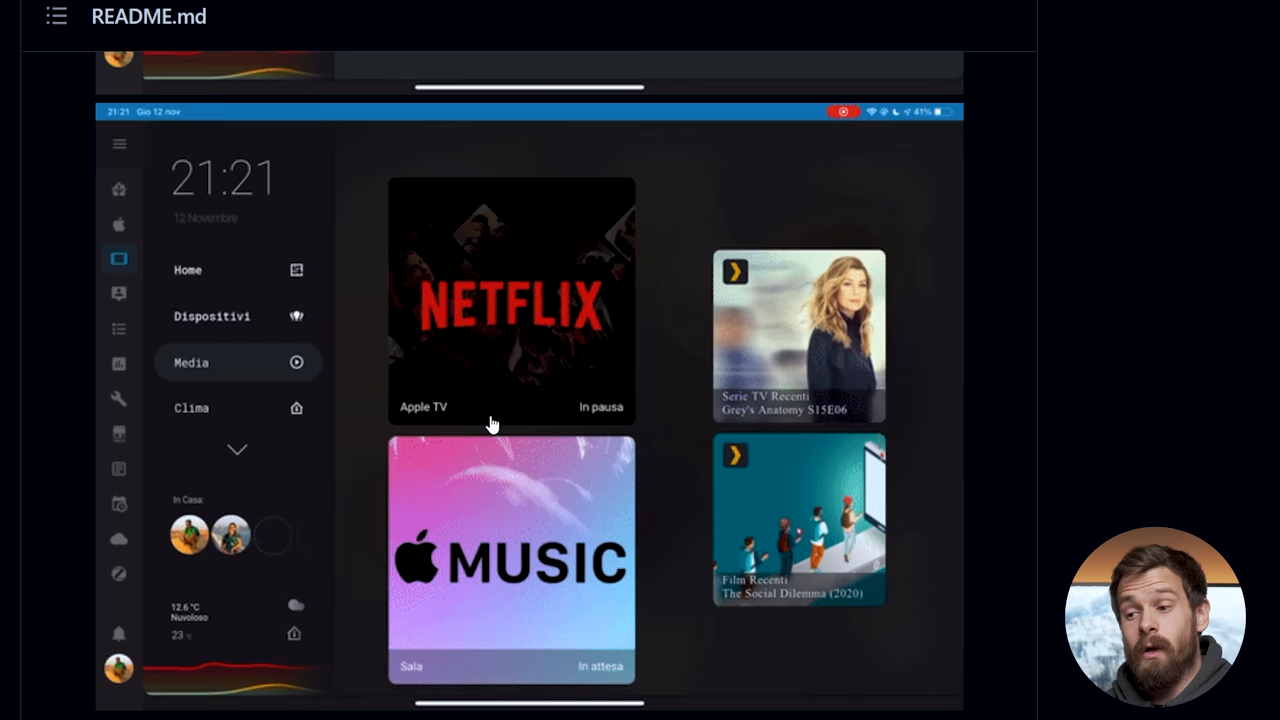 README.md
21:21 Gio 12 nov
41%
21:21
12 Novembre
Home
Dispositivi
Media
Clima
In Casa:
12.6 °C
Nuvoloso
23 °C
NETFLIX
Apple TV
In pausa
MUSIC
Sala
In attesa
Serie TV Recenti
Grey's Anatomy S15E06
Film Recenti
The Social Dilemma (2020)